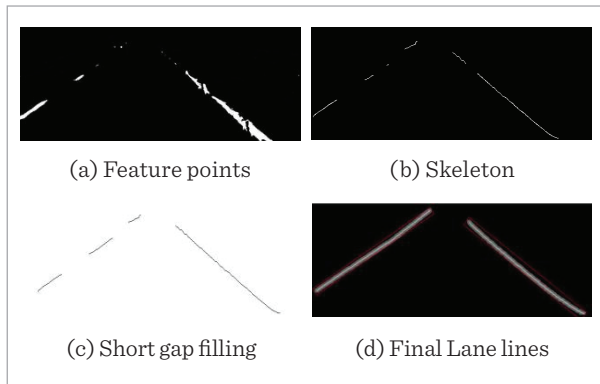 (a) Feature points
(b) Skeleton
(c) Short gap filling
(d) Final Lane lines